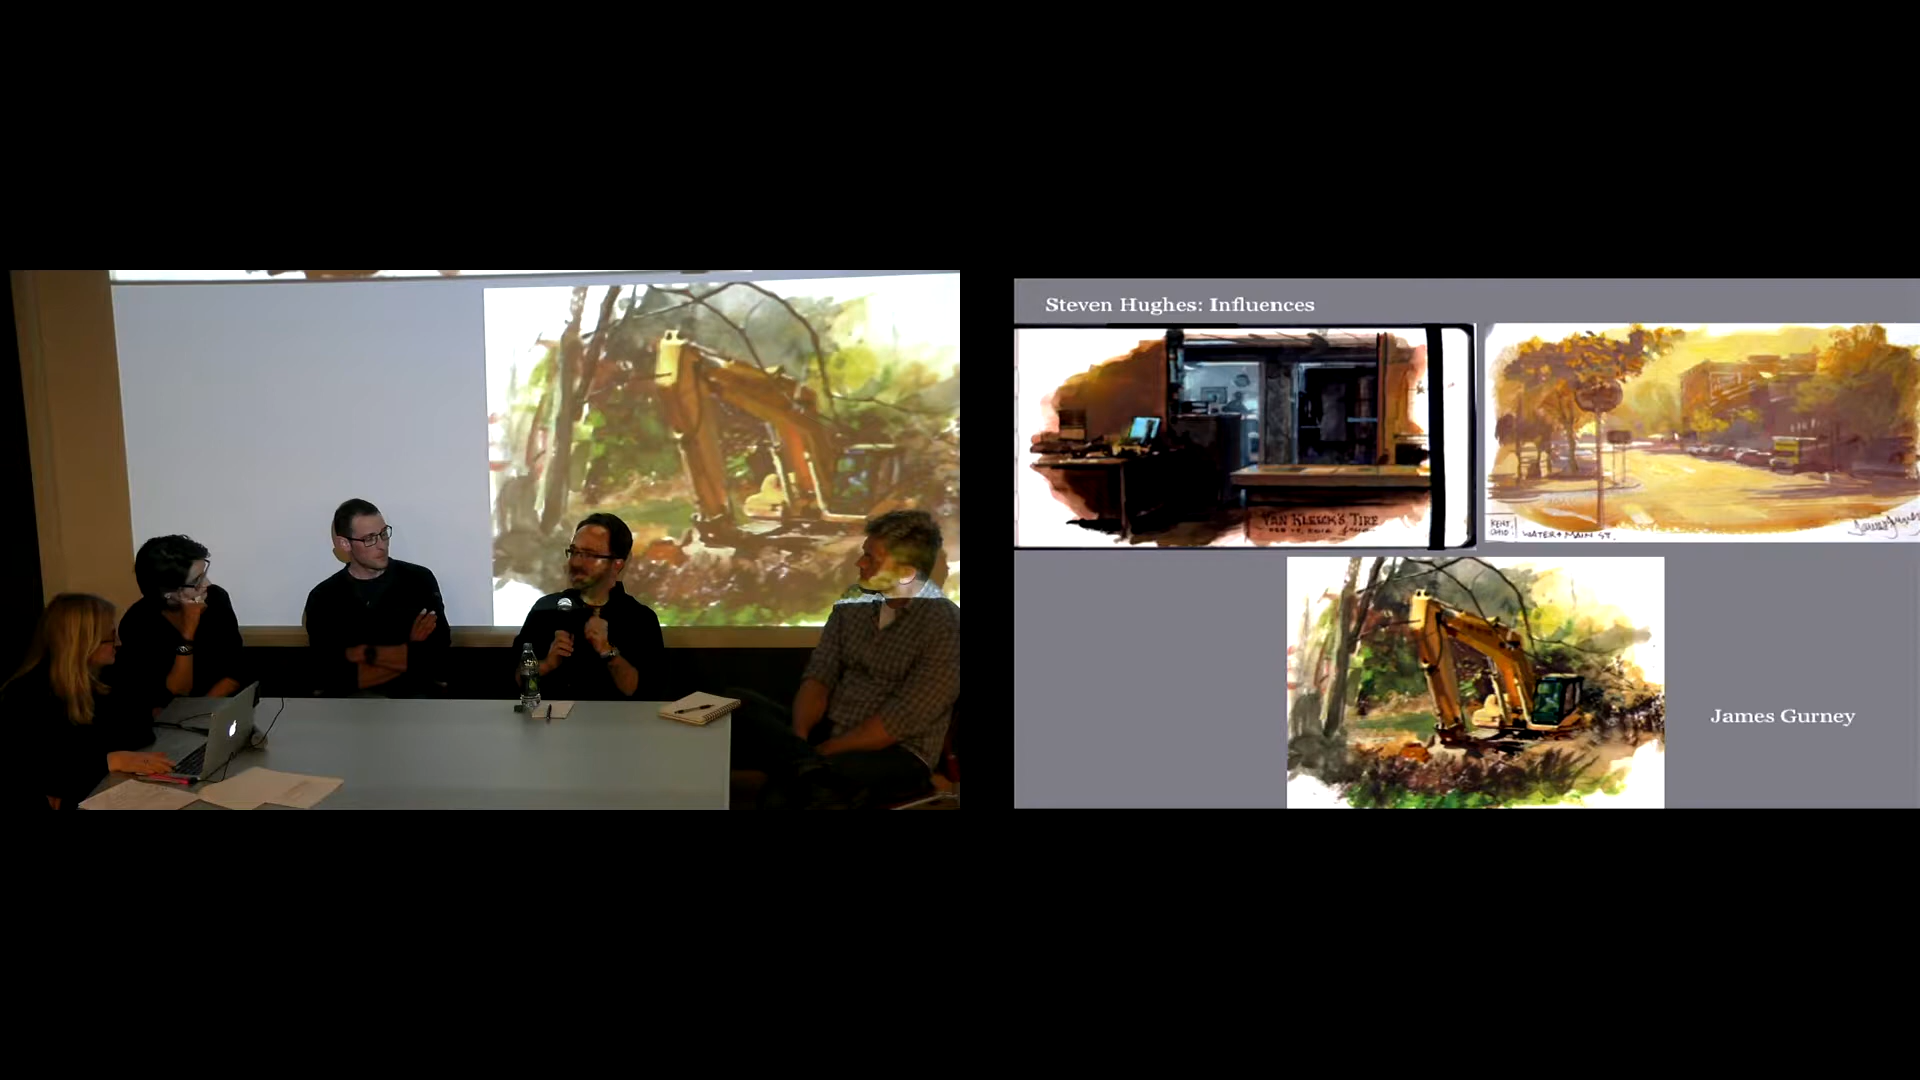 Steven Hughes: Influences
VAN KLEECK'S TIRE
KENT, OHIO.
WATER + MAIN ST.
James Gurney